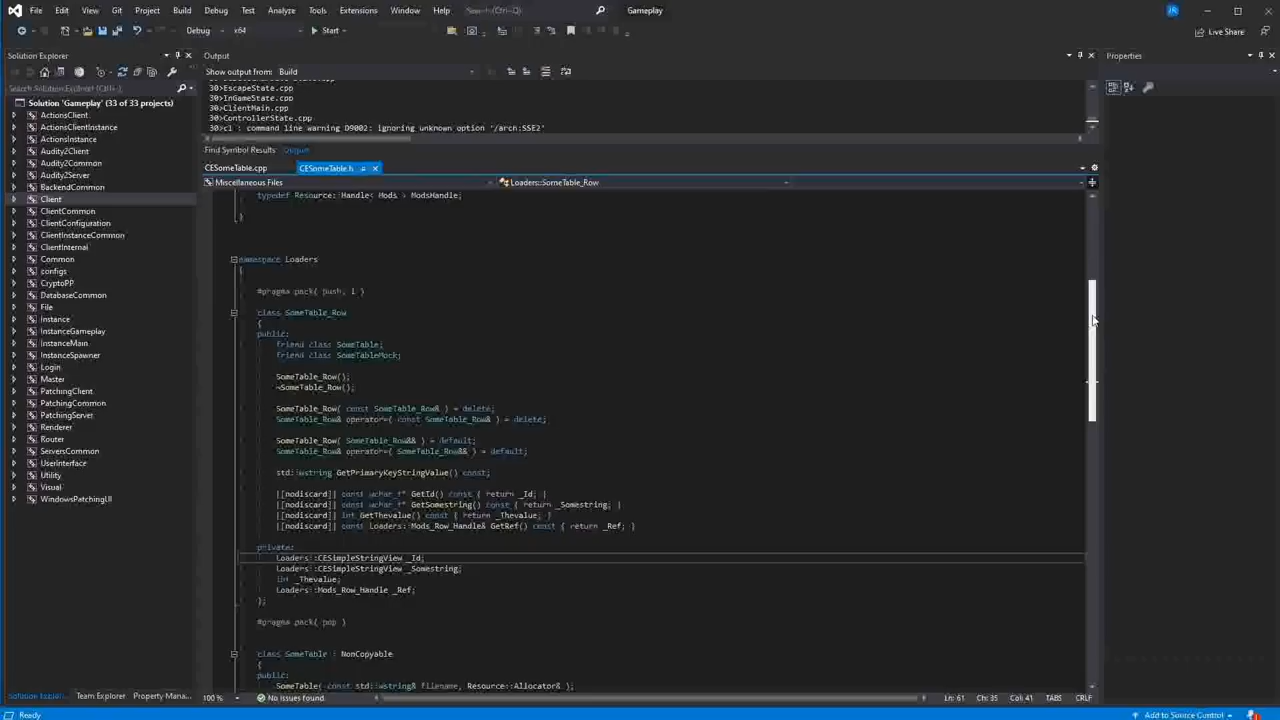 File Edit View Git Project Build Debug Test Analyze Tools Extensions Window Help Search (Ctrl+Q) Gameplay JR
Debug x64 Start Live Share
Solution Explorer
Search Solution Explorer (Ctrl+;)
Solution 'Gameplay' (33 of 33 projects)
ActionsClient
ActionsClientInstance
ActionsInstance
Audity2Client
Audity2Common
Audity2Server
BackendCommon
Client
ClientCommon
ClientConfiguration
ClientInstanceCommon
ClientInternal
Common
configs
CryptoPP
DatabaseCommon
File
Instance
InstanceGameplay
InstanceMain
InstanceSpawner
Login
Master
PatchingClient
PatchingCommon
PatchingServer
Renderer
Router
ServersCommon
UserInterface
Utility
Visual
WindowsPatchingUI
Solution Explo... Team Explorer Property Mana...
Output
Show output from: Build
30>EscapeState.cpp
30>InGameState.cpp
30>ClientMain.cpp
30>ControllerState.cpp
30>cl : command line warning D9002: ignoring unknown option '/arch:SSE2'
Find Symbol Results Output
CESomeTable.cpp CESomeTable.h
Miscellaneous Files Loaders::SomeTable_Row
typedef Resource::Handle< Mods > ModsHandle;
}
namespace Loaders
{
#pragma pack( push, 1 )
class SomeTable_Row
{
public:
friend class SomeTable;
friend class SomeTableMock;
SomeTable_Row();
~SomeTable_Row();
SomeTable_Row( const SomeTable_Row& ) = delete;
SomeTable_Row& operator=( const SomeTable_Row& ) = delete;
SomeTable_Row( SomeTable_Row&& ) = default;
SomeTable_Row& operator=( SomeTable_Row&& ) = default;
std::wstring GetPrimaryKeyStringValue() const;
[[nodiscard]] const wchar_t* GetId() const { return _Id; }
[[nodiscard]] const wchar_t* GetSomestring() const { return _Somestring; }
[[nodiscard]] int GetThevalue() const { return _Thevalue; }
[[nodiscard]] const Loaders::Mods_Row_Handle& GetRef() const { return _Ref; }
private:
Loaders::CESimpleStringView _Id;
Loaders::CESimpleStringView _Somestring;
int _Thevalue;
Loaders::Mods_Row_Handle _Ref;
};
#pragma pack( pop )
class SomeTable : NonCopyable
{
public:
SomeTable( const std::wstring& filename, Resource::Allocator& );
100 % No issues found Ln: 61 Ch: 35 Col: 41 TABS CRLF
Properties
Ready Add to Source Control